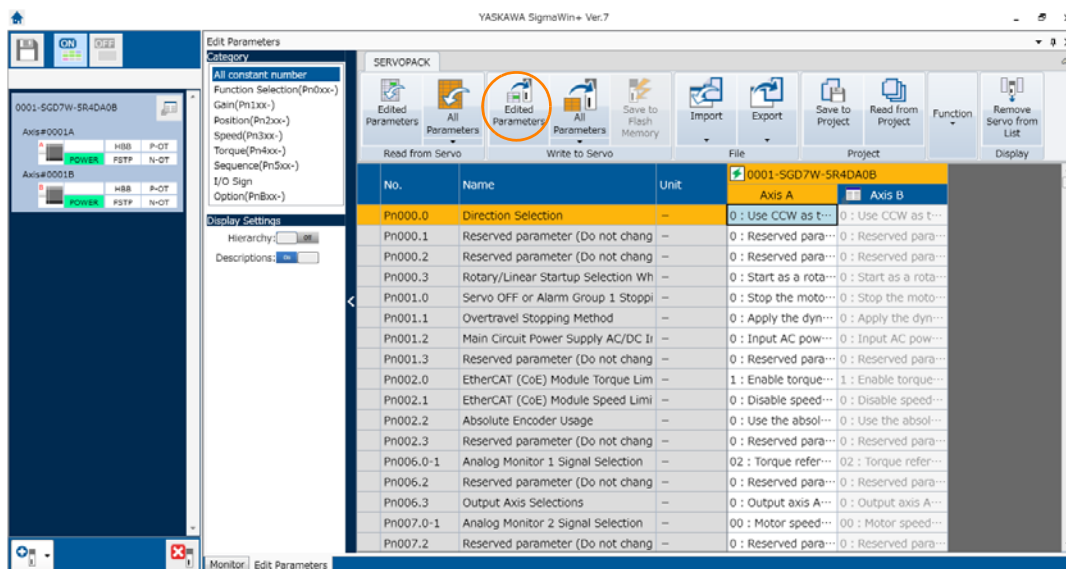 YASKAWA SigmaWin+ Ver.7
ON
OFF
0001-SGD7W-5R4DA0B
Axis#0001A
A
HBB P-OT
POWER FSTP N-OT
Axis#0001B
B
HBB P-OT
POWER FSTP N-OT
Edit Parameters
Category
All constant number
Function Selection(Pn0xx-)
Gain(Pn1xx-)
Position(Pn2xx-)
Speed(Pn3xx-)
Torque(Pn4xx-)
Sequence(Pn5xx-)
I/O Sign
Option(PnBxx-)
Display Settings
Hierarchy: Off
Descriptions: On
SERVOPACK
Edited Parameters
All Parameters
Read from Servo
Edited Parameters
All Parameters
Save to Flash Memory
Write to Servo
Import
Export
File
Save to Project
Read from Project
Project
Function
Remove Servo from List
Display
No. Name Unit 0001-SGD7W-5R4DA0B
Axis A Axis B
Pn000.0 Direction Selection − 0 : Use CCW as t··· 0 : Use CCW as t···
Pn000.1 Reserved parameter (Do not chang − 0 : Reserved para··· 0 : Reserved para···
Pn000.2 Reserved parameter (Do not chang − 0 : Reserved para··· 0 : Reserved para···
Pn000.3 Rotary/Linear Startup Selection Wh − 0 : Start as a rota··· 0 : Start as a rota···
Pn001.0 Servo OFF or Alarm Group 1 Stoppi − 0 : Stop the moto··· 0 : Stop the moto···
Pn001.1 Overtravel Stopping Method − 0 : Apply the dyn··· 0 : Apply the dyn···
Pn001.2 Main Circuit Power Supply AC/DC I − 0 : Input AC pow··· 0 : Input AC pow···
Pn001.3 Reserved parameter (Do not chang − 0 : Reserved para··· 0 : Reserved para···
Pn002.0 EtherCAT (CoE) Module Torque Lim − 1 : Enable torque··· 1 : Enable torque···
Pn002.1 EtherCAT (CoE) Module Speed Limi − 0 : Disable speed··· 0 : Disable speed···
Pn002.2 Absolute Encoder Usage − 0 : Use the absol··· 0 : Use the absol···
Pn002.3 Reserved parameter (Do not chang − 0 : Reserved para··· 0 : Reserved para···
Pn006.0-1 Analog Monitor 1 Signal Selection − 02 : Torque refer··· 02 : Torque refer···
Pn006.2 Reserved parameter (Do not chang − 0 : Reserved para··· 0 : Reserved para···
Pn006.3 Output Axis Selections − 0 : Output axis A··· 0 : Output axis A···
Pn007.0-1 Analog Monitor 2 Signal Selection − 00 : Motor speed··· 00 : Motor speed···
Pn007.2 Reserved parameter (Do not chang − 0 : Reserved para··· 0 : Reserved para···
Monitor Edit Parameters